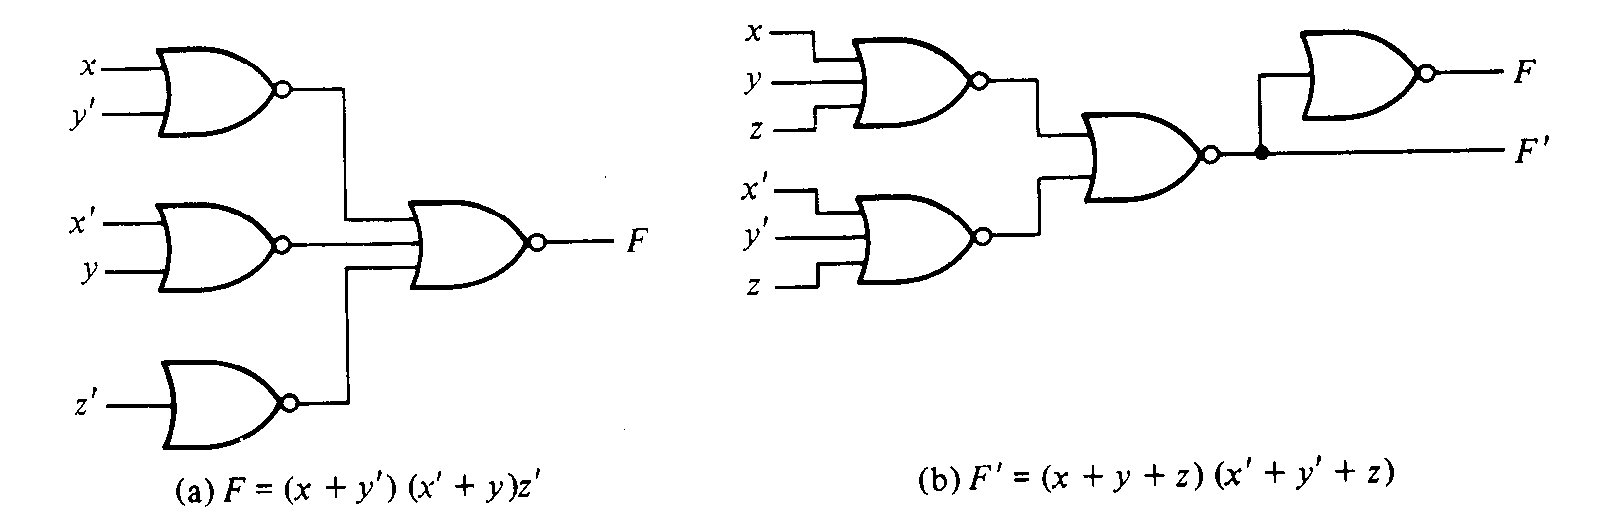 x
y'
x'
y
z'
F
(a) F = (x + y') (x' + y)z'
x
y
z
x'
y'
z
F
F'
(b) F' = (x + y + z) (x' + y' + z)